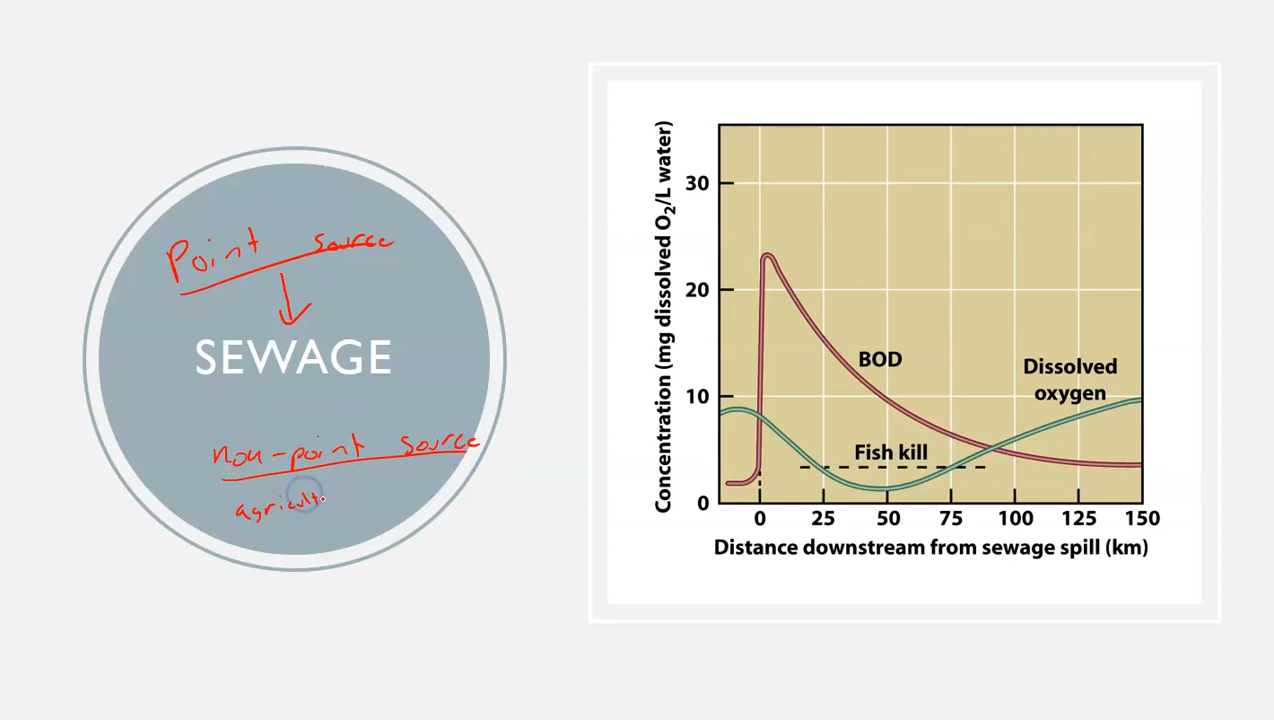 Point source
SEWAGE
non-point source
agricult
Concentration (mg dissolved O₂/L water)
30
20
10
0
BOD
Dissolved
oxygen
Fish kill
0 25 50 75 100 125 150
Distance downstream from sewage spill (km)